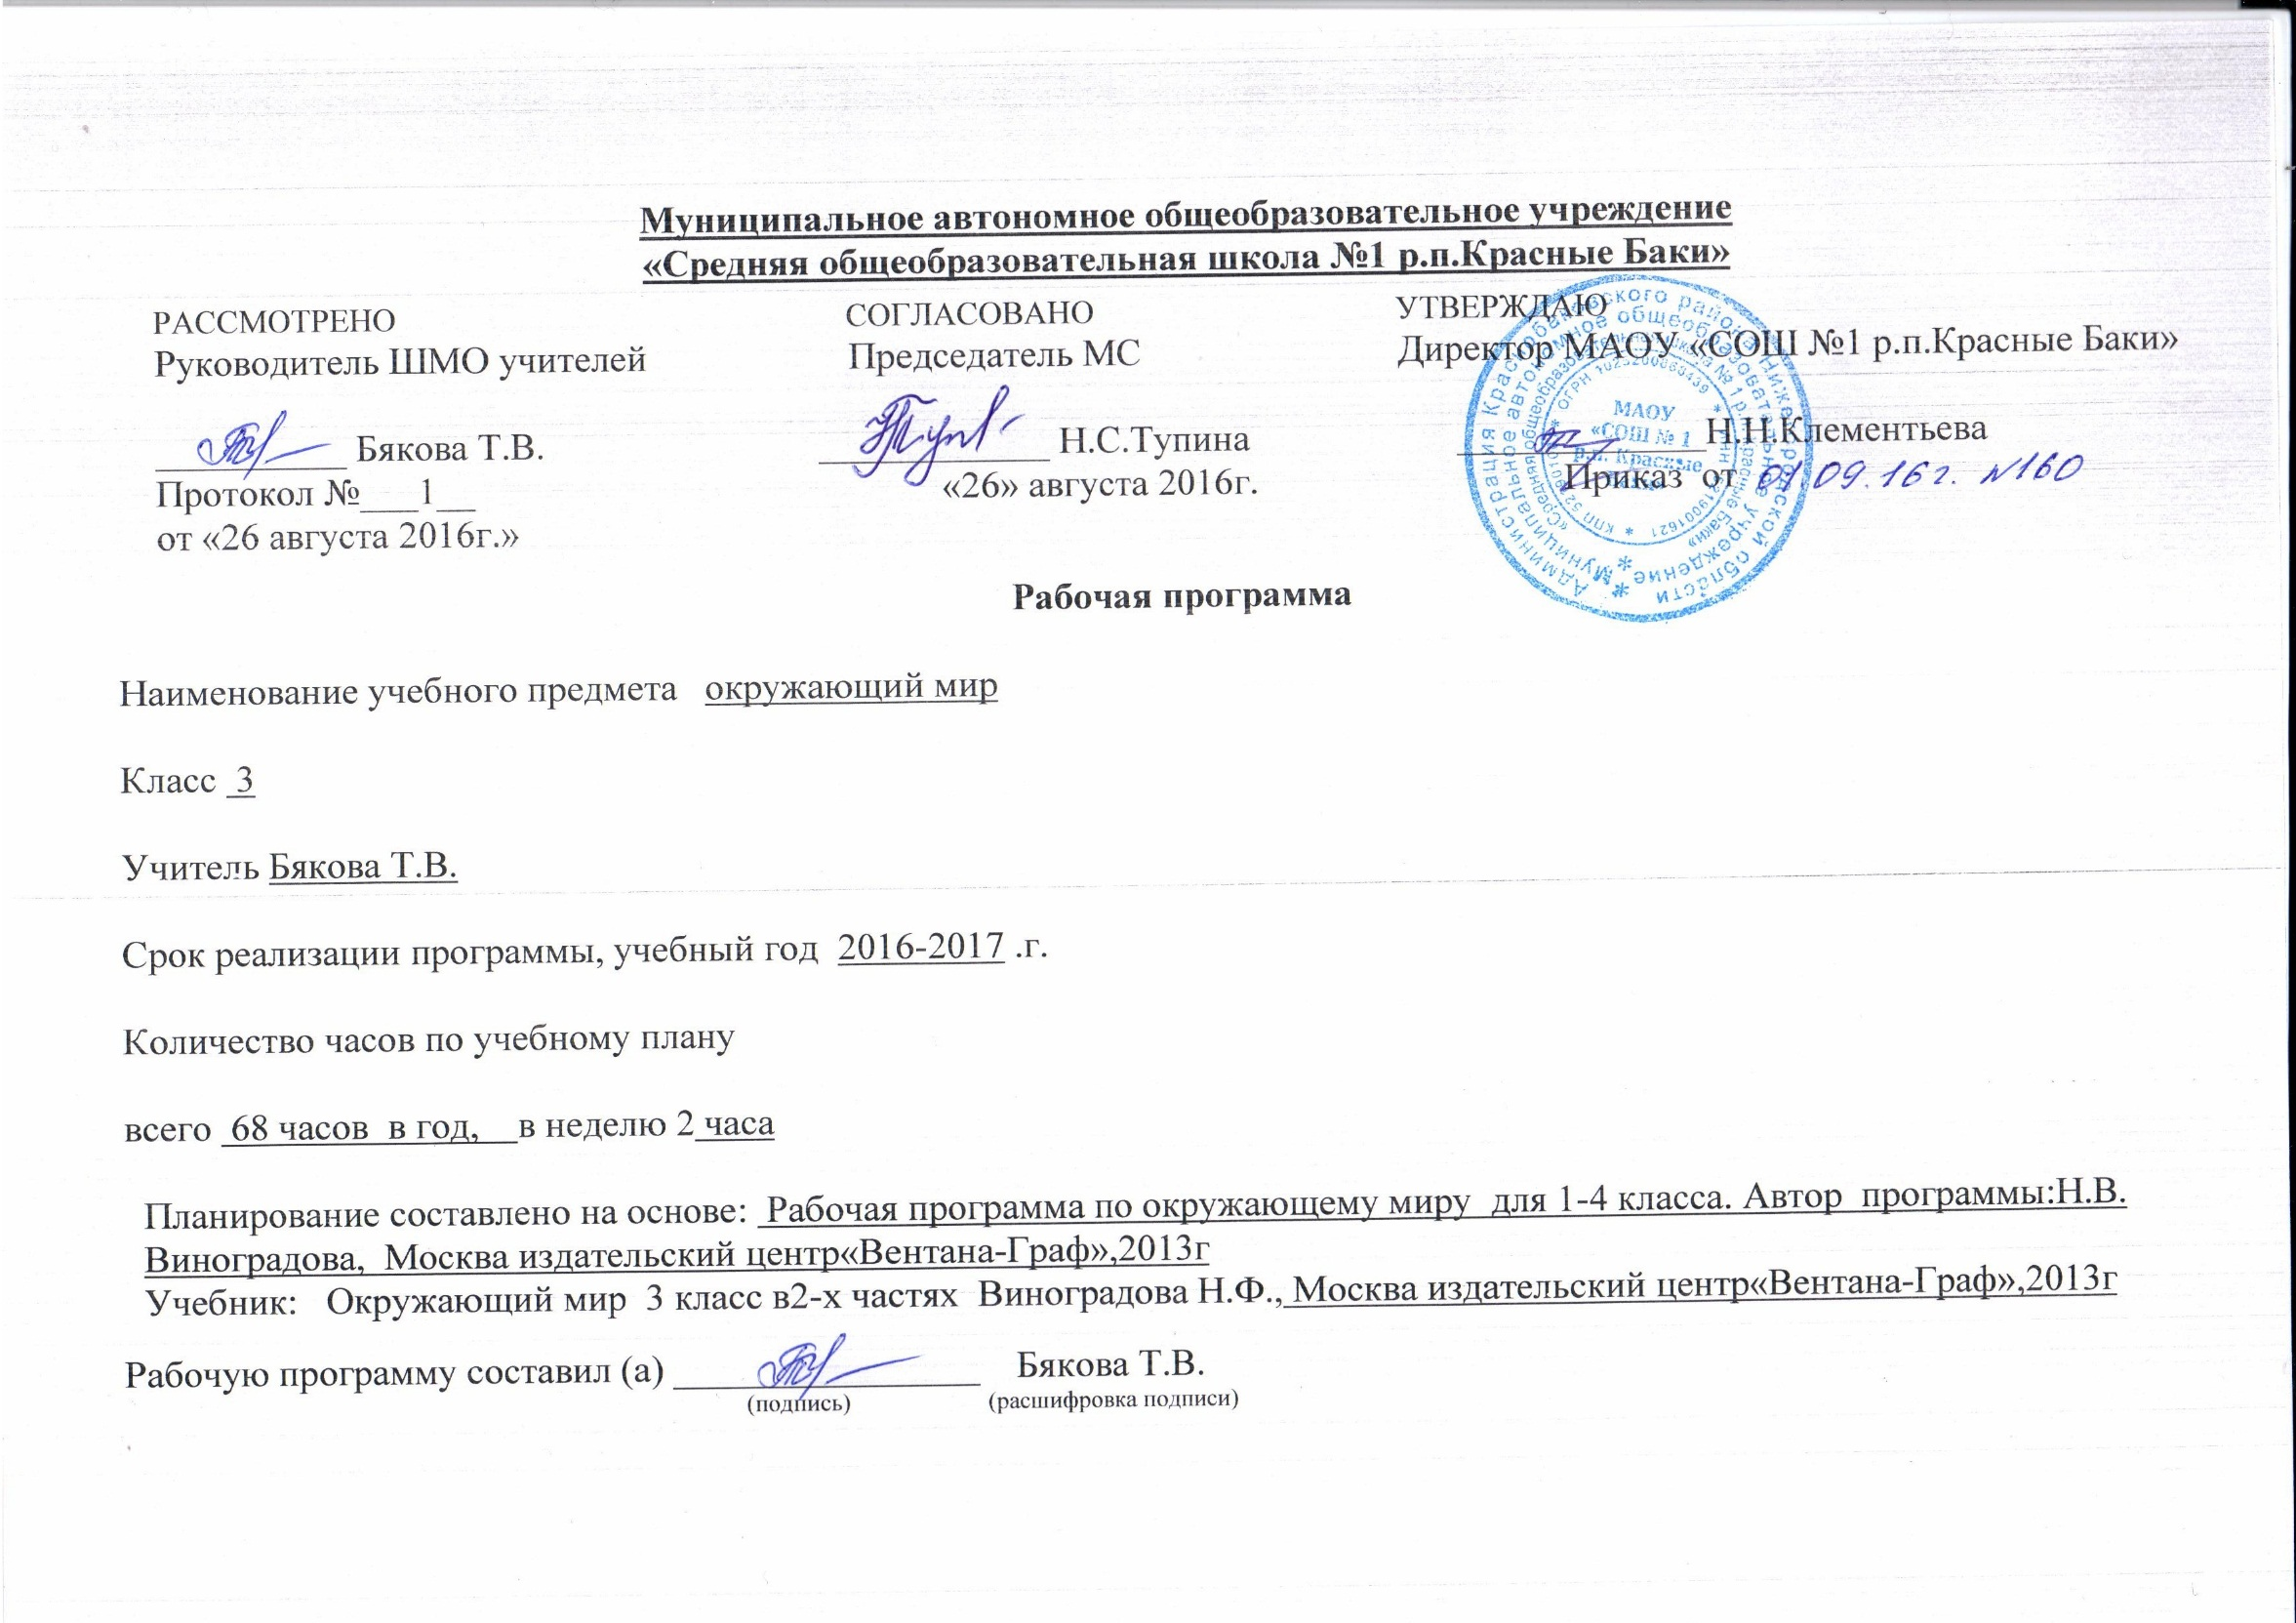 Муниципальное автономное общеобразовательное учреждение
«Средняя общеобразовательная школа №1 р.п.Красные Баки»
РАССМОТРЕНО
Руководитель ШМО учителей
Бякова Т.В.
Протокол №___1__
от «26 августа 2016г.»
СОГЛАСОВАНО
Председатель МС
Н.С.Тупина
«26» августа 2016г.
УТВЕРЖДАЮ
Директор МАОУ «СОШ №1 р.п.Красные Баки»
Н.Н.Клементьева
Приказ от 01.09.16г. №160
МАОУ
«СОШ № 1
р.п. Красные
Рабочая программа
Наименование учебного предмета окружающий мир
Класс 3
Учитель Бякова Т.В.
Срок реализации программы, учебный год 2016-2017 .г.
Количество часов по учебному плану
всего 68 часов в год, в неделю 2 часа
Планирование составлено на основе: Рабочая программа по окружающему миру для 1-4 класса. Автор программы:Н.В.
Виноградова, Москва издательский центр«Вентана-Граф»,2013г
Учебник: Окружающий мир 3 класс в2-х частях Виноградова Н.Ф., Москва издательский центр«Вентана-Граф»,2013г
Рабочую программу составил (а) Бякова Т.В.
(подпись) (расшифровка подписи)